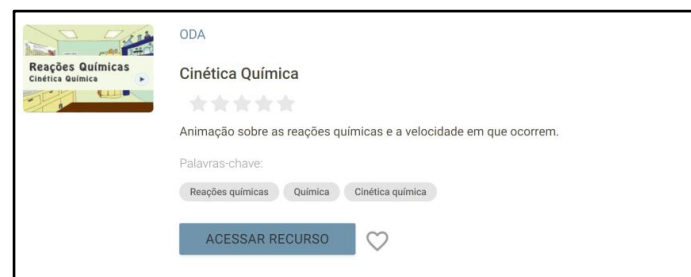 ODA
Reações Químicas
Cinética Química
Cinética Química
Animação sobre as reações químicas e a velocidade em que ocorrem.
Palavras-chave:
Reações químicas Química Cinética química
ACESSAR RECURSO